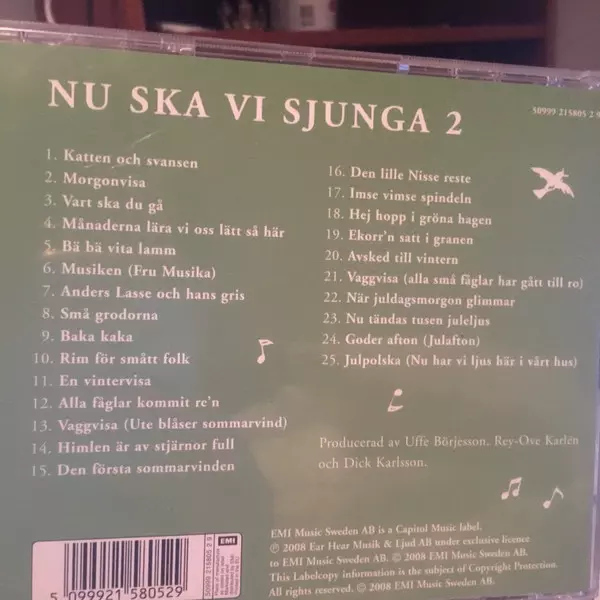 NU SKA VI SJUNGA 2
50999 215805 2 9
1. Katten och svansen
2. Morgonvisa
3. Vart ska du gå
4. Månaderna lära vi oss lätt så här
5. Bä bä vita lamm
6. Musiken (Fru Musika)
7. Anders Lasse och hans gris
8. Små grodorna
9. Baka kaka
10. Rim för smått folk
11. En vintervisa
12. Alla fåglar kommit re'n
13. Vaggvisa (Ute blåser sommarvind)
14. Himlen är av stjärnor full
15. Den första sommarvinden
16. Den lille Nisse reste
17. Imse vimse spindeln
18. Hej hopp i gröna hagen
19. Ekorr'n satt i granen
20. Avsked till vintern
21. Vaggvisa (alla små fåglar har gått till ro)
22. När juldagsmorgon glimmar
23. Nu tändas tusen juleljus
24. Goder afton (Julafton)
25. Julpolska (Nu har vi ljus här i vårt hus)
Producerad av Uffe Börjesson, Rey-Ove Karlén
och Dick Karlsson.
EMI Music Sweden AB is a Capitol Music label.
℗ 2008 Ear Hear Musik & Ljud AB under exclusive licence
to EMI Music Sweden AB. © 2008 EMI Music Sweden AB.
This Labelcopy information is the subject of Copyright Protection.
All rights reserved. © 2008 EMI Music Sweden AB.
EMI
50999 215805 2 9
5 099921 580529